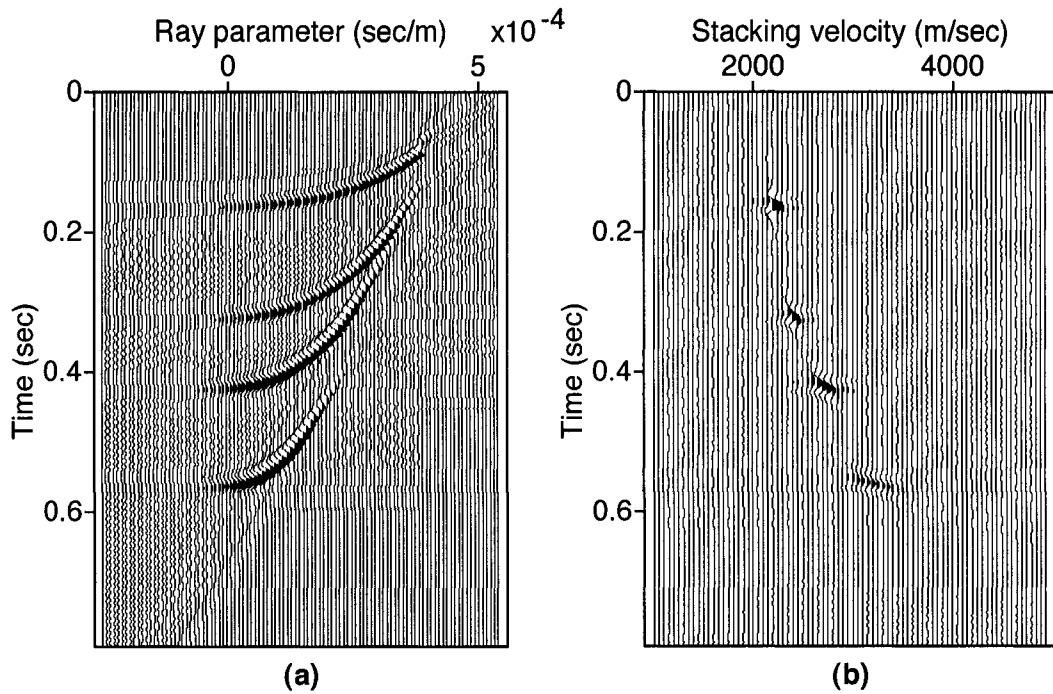 Ray parameter (sec/m) x10-4 Stacking velocity (m/sec)
0 5 2000 4000
0 0
0.2 0.2
0.4 0.4
0.6 0.6
Time (sec) Time (sec)
(a) (b)